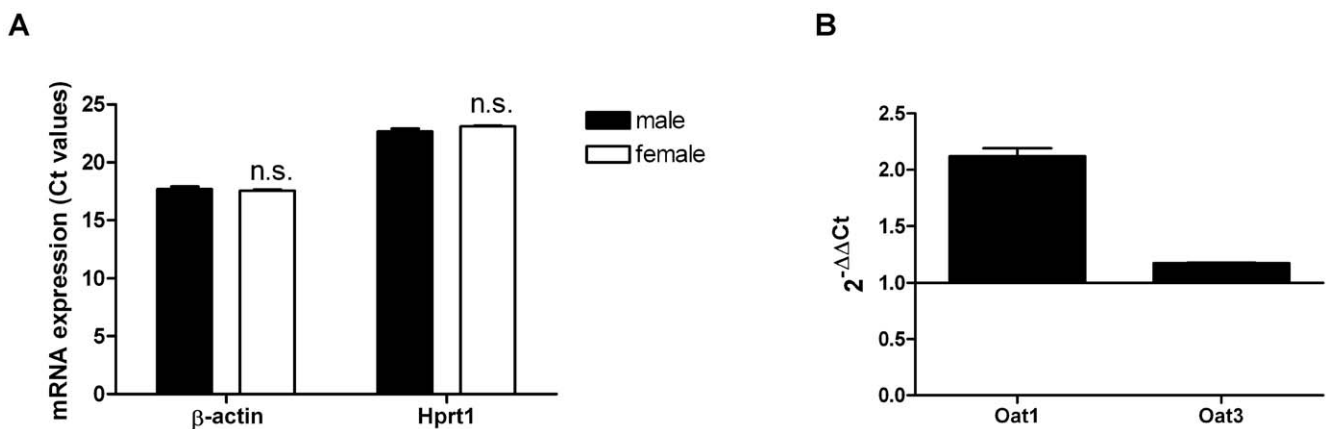 A
B
mRNA expression (Ct values)
25
20
15
10
5
0
n.s.
n.s.
β-actin
Hprt1
male
female
2^-ΔΔCt
2.5
2.0
1.5
1.0
0.5
0.0
Oat1
Oat3